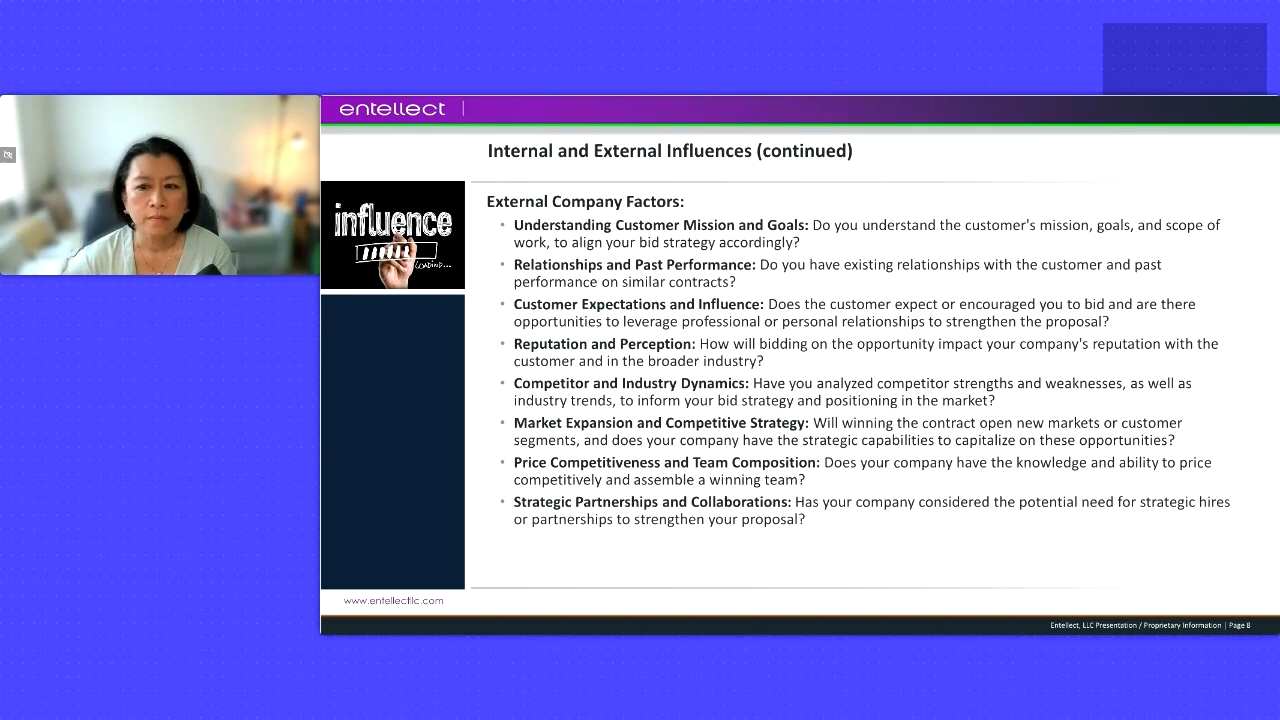 entellect
Internal and External Influences (continued)
influence
LOADING...
External Company Factors:
• Understanding Customer Mission and Goals: Do you understand the customer's mission, goals, and scope of
work, to align your bid strategy accordingly?
• Relationships and Past Performance: Do you have existing relationships with the customer and past
performance on similar contracts?
• Customer Expectations and Influence: Does the customer expect or encouraged you to bid and are there
opportunities to leverage professional or personal relationships to strengthen the proposal?
• Reputation and Perception: How will bidding on the opportunity impact your company's reputation with the
customer and in the broader industry?
• Competitor and Industry Dynamics: Have you analyzed competitor strengths and weaknesses, as well as
industry trends, to inform your bid strategy and positioning in the market?
• Market Expansion and Competitive Strategy: Will winning the contract open new markets or customer
segments, and does your company have the strategic capabilities to capitalize on these opportunities?
• Price Competitiveness and Team Composition: Does your company have the knowledge and ability to price
competitively and assemble a winning team?
• Strategic Partnerships and Collaborations: Has your company considered the potential need for strategic hires
or partnerships to strengthen your proposal?
www.entellectllc.com
Entellect, LLC Presentation / Proprietary Information | Page 8